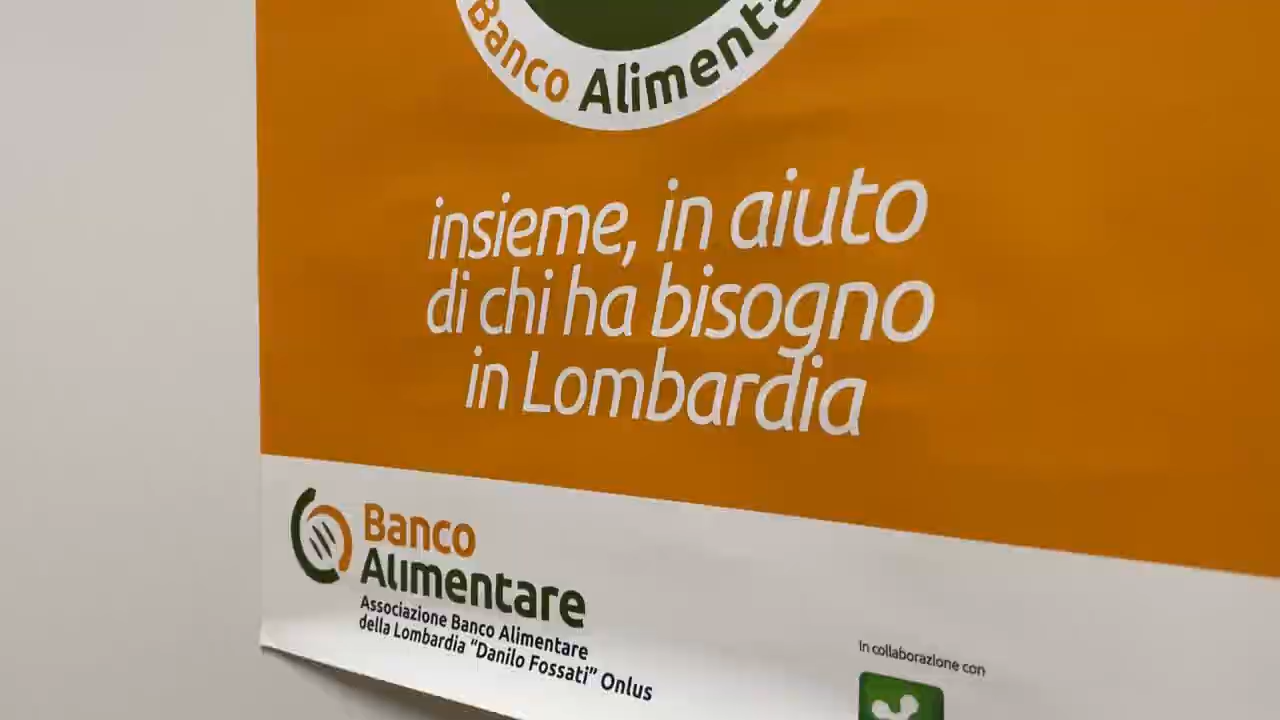 Banco Alimenta
insieme, in aiuto
di chi ha bisogno
in Lombardia
Banco
Alimentare
Associazione Banco Alimentare
della Lombardia "Danilo Fossati" Onlus
In collaborazione con